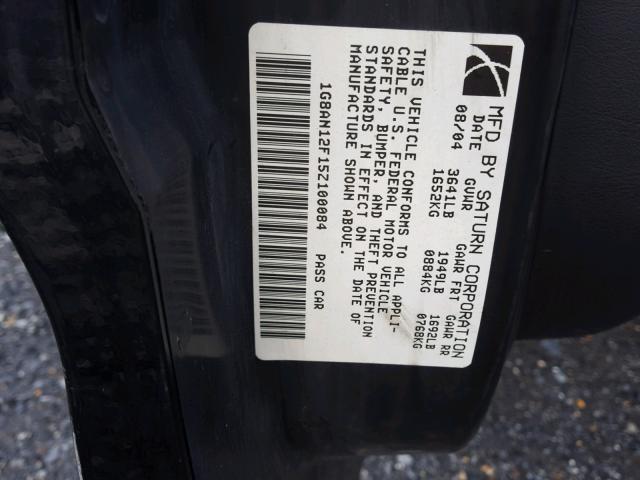 MFD BY SATURN CORPORATION
DATE GVWR GAWR FRT GAWR RR
08/04 3641LB 1949LB 1692LB
1652KG 0884KG 0768KG
THIS VEHICLE CONFORMS TO ALL APPLI-
CABLE U.S. FEDERAL MOTOR VEHICLE
SAFETY, BUMPER, AND THEFT PREVENTION
STANDARDS IN EFFECT ON THE DATE OF
MANUFACTURE SHOWN ABOVE.
1G8AN12F15Z100084 PASS CAR